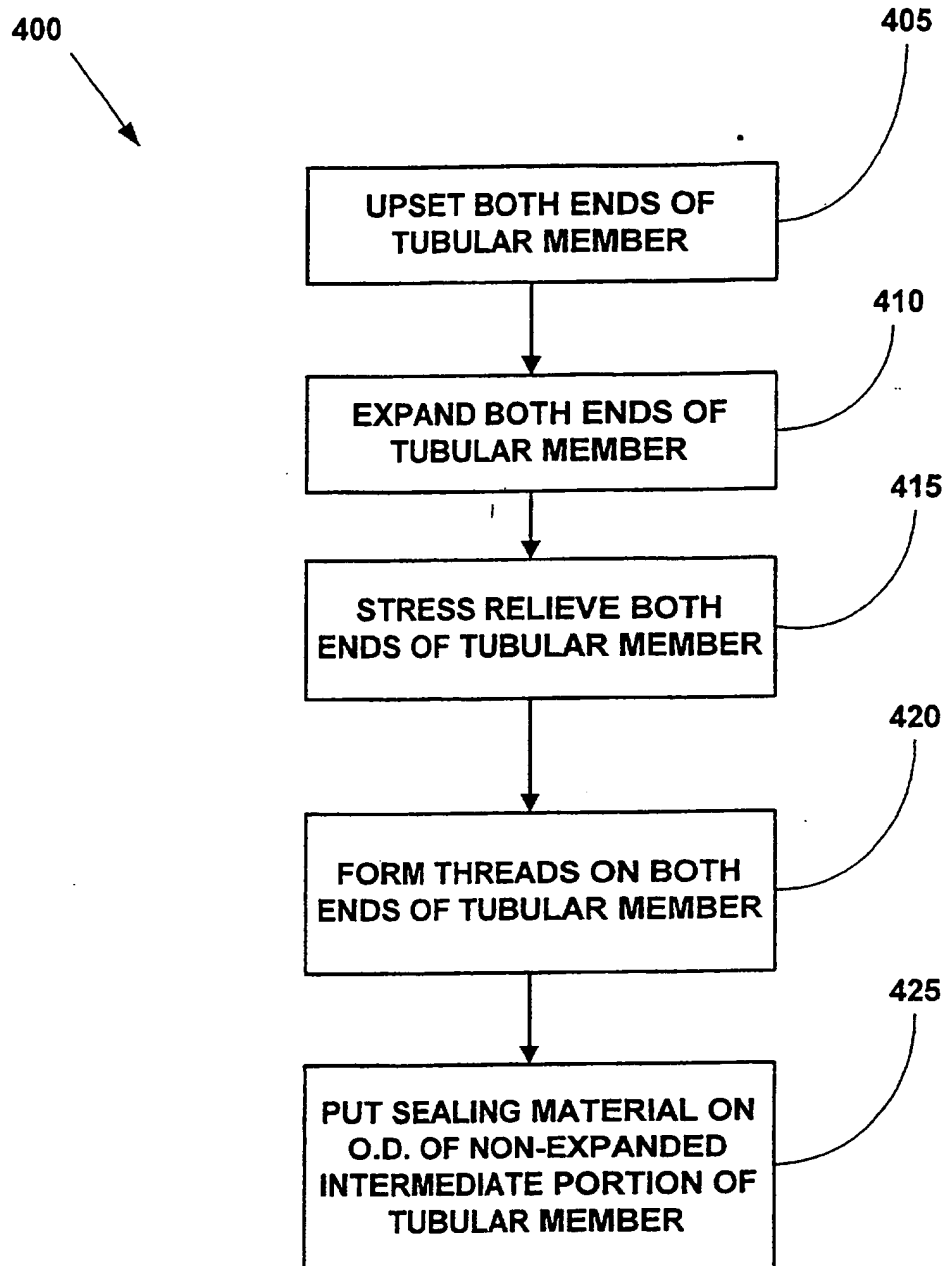 400
405
UPSET BOTH ENDS OF
TUBULAR MEMBER
410
EXPAND BOTH ENDS OF
TUBULAR MEMBER
415
STRESS RELIEVE BOTH
ENDS OF TUBULAR MEMBER
420
FORM THREADS ON BOTH
ENDS OF TUBULAR MEMBER
425
PUT SEALING MATERIAL ON
O.D. OF NON-EXPANDED
INTERMEDIATE PORTION OF
TUBULAR MEMBER